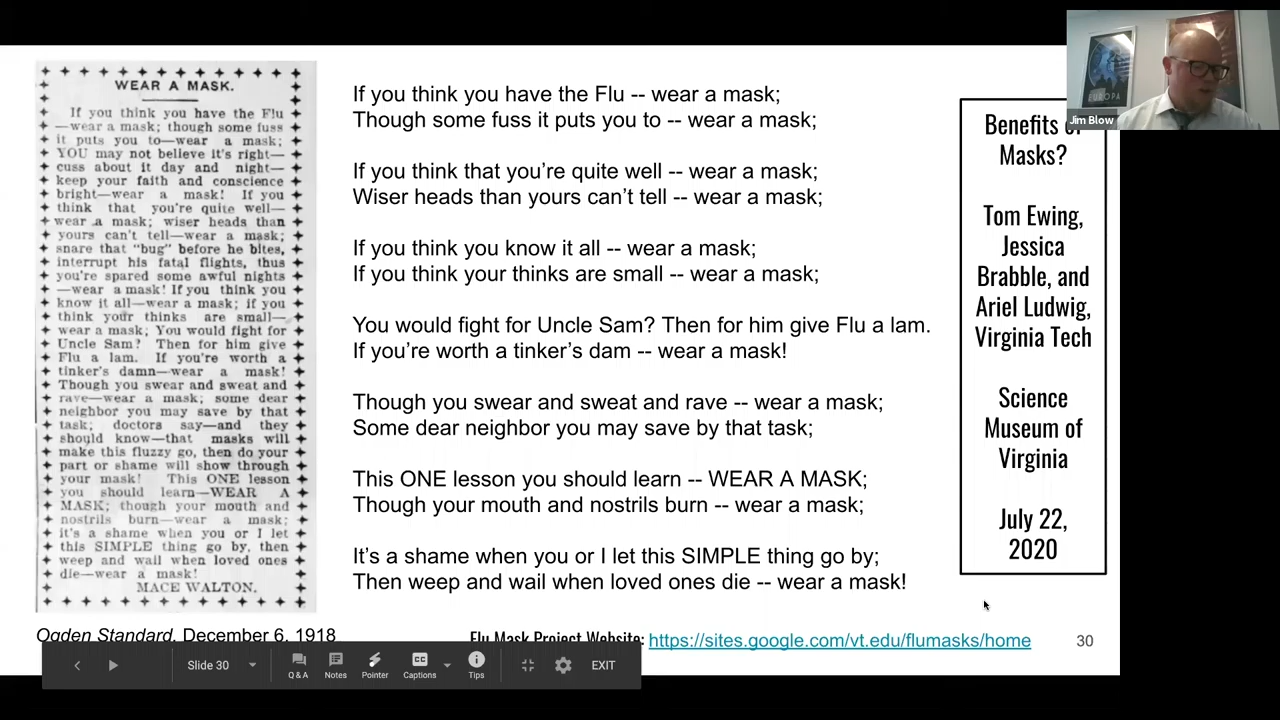 WEAR A MASK.
If you think you have the Flu
—wear a mask; though some fuss
it puts you to—wear a mask;
YOU may not believe it's right—
cuss about it day and night—
keep your faith and conscience
bright—wear a mask! If you
think that you're quite well—
wear a mask; wiser heads than
yours can't tell—wear a mask;
snare that "bug" before he bites,
interrupt his fatal flights, thus
you're spared some awful nights
—wear a mask! If you think you
know it all—wear a mask; if you
think your thinks are small—
wear a mask; You would fight for
Uncle Sam? Then for him give
Flu a lam. If you're worth a
tinker's damn—wear a mask!
Though you swear and sweat and
rave—wear a mask; some dear
neighbor you may save by that
task; doctors say—and they
should know—that masks will
make this fluzzy go, then do your
part or shame will show through
your mask! This ONE lesson
you should learn—WEAR A
MASK; though your mouth and
nostrils burn—wear a mask;
it's a shame when you or I let
this SIMPLE thing go by, then
weep and wail when loved ones
die—wear a mask!
MACE WALTON.
Ogden Standard, December 6, 1918
If you think you have the Flu -- wear a mask;
Though some fuss it puts you to -- wear a mask;
If you think that you’re quite well -- wear a mask;
Wiser heads than yours can’t tell -- wear a mask;
If you think you know it all -- wear a mask;
If you think your thinks are small -- wear a mask;
You would fight for Uncle Sam? Then for him give Flu a lam.
If you’re worth a tinker’s dam -- wear a mask!
Though you swear and sweat and rave -- wear a mask;
Some dear neighbor you may save by that task;
This ONE lesson you should learn -- WEAR A MASK;
Though your mouth and nostrils burn -- wear a mask;
It’s a shame when you or I let this SIMPLE thing go by;
Then weep and wail when loved ones die -- wear a mask!
Flu Mask Project Website: https://sites.google.com/vt.edu/flumasks/home
30
Benefits of
Masks?
Tom Ewing,
Jessica
Brabble, and
Ariel Ludwig,
Virginia Tech
Science
Museum of
Virginia
July 22,
2020
EUROPA
Jim Blow
Slide 30
Q & A
Notes
Pointer
Captions
Tips
EXIT